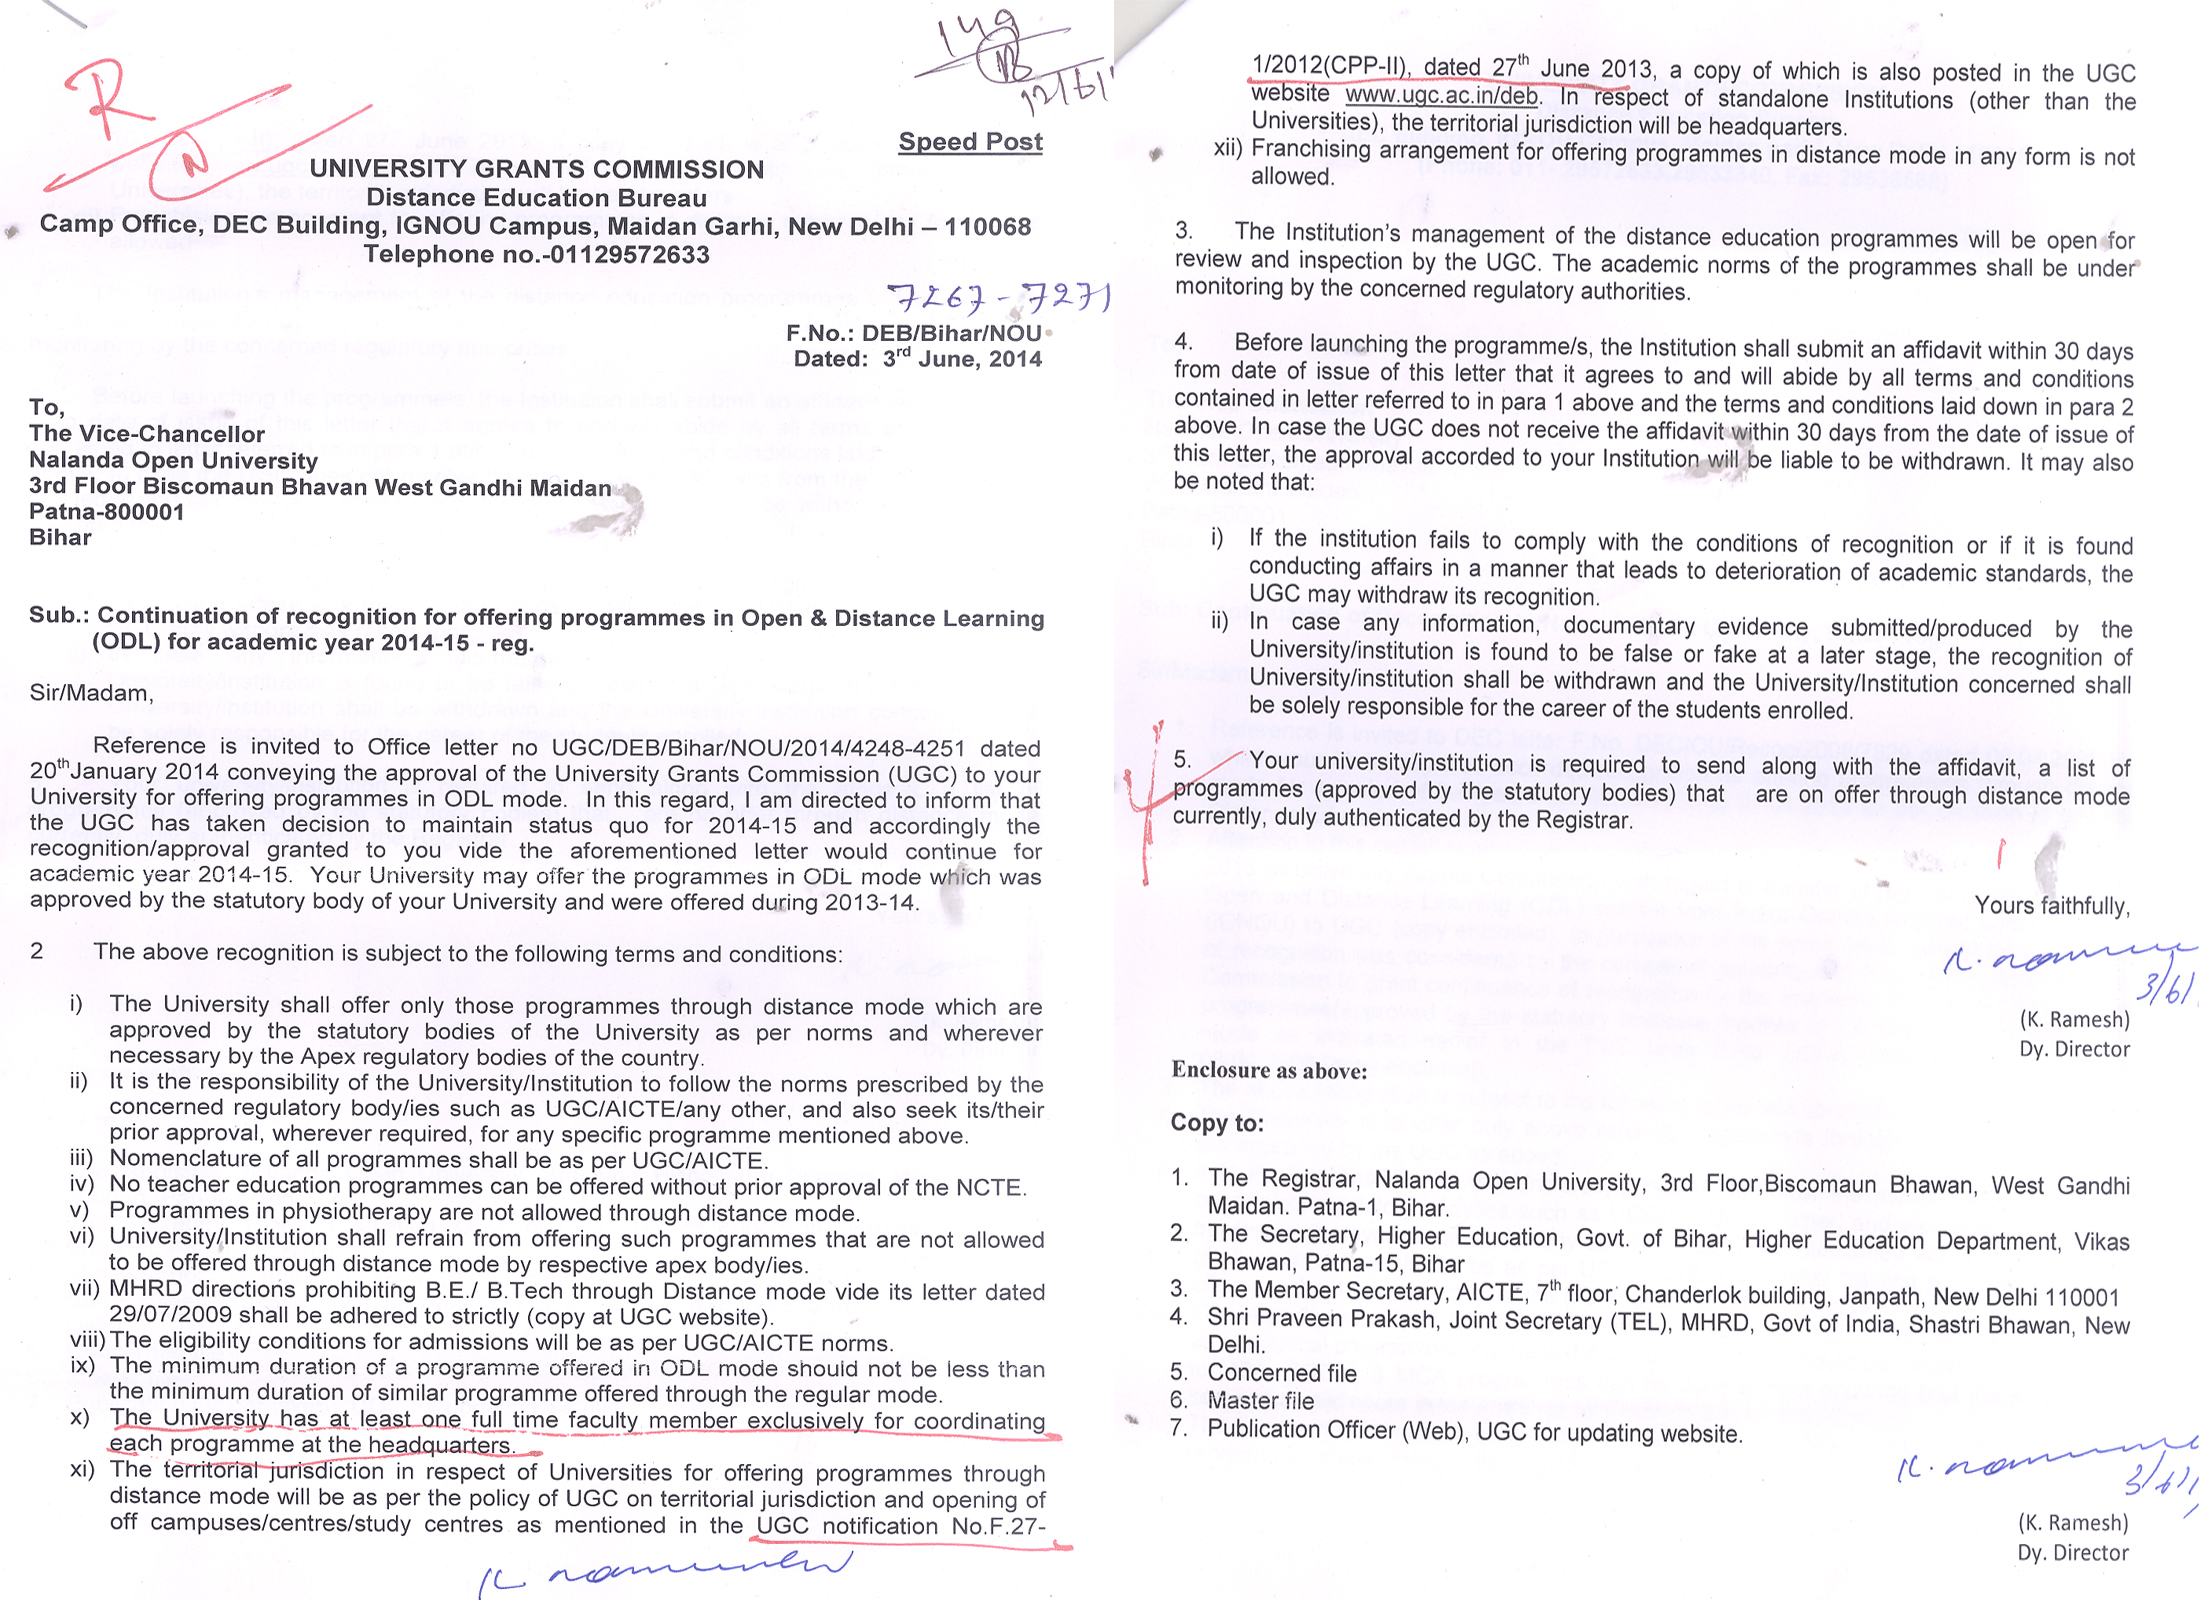 149
12/6/
R
N
Speed Post
UNIVERSITY GRANTS COMMISSION
Distance Education Bureau
Camp Office, DEC Building, IGNOU Campus, Maidan Garhi, New Delhi – 110068
Telephone no.-01129572633
7267-7271
F.No.: DEB/Bihar/NOU
Dated: 3rd June, 2014
To,
The Vice-Chancellor
Nalanda Open University
3rd Floor Biscomaun Bhavan West Gandhi Maidan
Patna-800001
Bihar
Sub.: Continuation of recognition for offering programmes in Open & Distance Learning
(ODL) for academic year 2014-15 - reg.
Sir/Madam,
Reference is invited to Office letter no UGC/DEB/Bihar/NOU/2014/4248-4251 dated
20thJanuary 2014 conveying the approval of the University Grants Commission (UGC) to your
University for offering programmes in ODL mode. In this regard, I am directed to inform that
the UGC has taken decision to maintain status quo for 2014-15 and accordingly the
recognition/approval granted to you vide the aforementioned letter would continue for
academic year 2014-15. Your University may offer the programmes in ODL mode which was
approved by the statutory body of your University and were offered during 2013-14.
2 The above recognition is subject to the following terms and conditions:
i) The University shall offer only those programmes through distance mode which are
approved by the statutory bodies of the University as per norms and wherever
necessary by the Apex regulatory bodies of the country.
ii) It is the responsibility of the University/Institution to follow the norms prescribed by the
concerned regulatory body/ies such as UGC/AICTE/any other, and also seek its/their
prior approval, wherever required, for any specific programme mentioned above.
iii) Nomenclature of all programmes shall be as per UGC/AICTE.
iv) No teacher education programmes can be offered without prior approval of the NCTE.
v) Programmes in physiotherapy are not allowed through distance mode.
vi) University/Institution shall refrain from offering such programmes that are not allowed
to be offered through distance mode by respective apex body/ies.
vii) MHRD directions prohibiting B.E./ B.Tech through Distance mode vide its letter dated
29/07/2009 shall be adhered to strictly (copy at UGC website).
viii) The eligibility conditions for admissions will be as per UGC/AICTE norms.
ix) The minimum duration of a programme offered in ODL mode should not be less than
the minimum duration of similar programme offered through the regular mode.
x) The University has at least one full time faculty member exclusively for coordinating
each programme at the headquarters.
xi) The territorial jurisdiction in respect of Universities for offering programmes through
distance mode will be as per the policy of UGC on territorial jurisdiction and opening of
off campuses/centres/study centres as mentioned in the UGC notification No.F.27-
1/2012(CPP-II), dated 27th June 2013, a copy of which is also posted in the UGC
website www.ugc.ac.in/deb. In respect of standalone Institutions (other than the
Universities), the territorial jurisdiction will be headquarters.
xii) Franchising arrangement for offering programmes in distance mode in any form is not
allowed.
3. The Institution's management of the distance education programmes will be open for
review and inspection by the UGC. The academic norms of the programmes shall be under
monitoring by the concerned regulatory authorities.
4. Before launching the programme/s, the Institution shall submit an affidavit within 30 days
from date of issue of this letter that it agrees to and will abide by all terms and conditions
contained in letter referred to in para 1 above and the terms and conditions laid down in para 2
above. In case the UGC does not receive the affidavit within 30 days from the date of issue of
this letter, the approval accorded to your Institution will be liable to be withdrawn. It may also
be noted that:
i) If the institution fails to comply with the conditions of recognition or if it is found
conducting affairs in a manner that leads to deterioration of academic standards, the
UGC may withdraw its recognition.
ii) In case any information, documentary evidence submitted/produced by the
University/institution is found to be false or fake at a later stage, the recognition of
University/institution shall be withdrawn and the University/Institution concerned shall
be solely responsible for the career of the students enrolled.
5. Your university/institution is required to send along with the affidavit, a list of
programmes (approved by the statutory bodies) that are on offer through distance mode
currently, duly authenticated by the Registrar.
Yours faithfully,
3/6/
(K. Ramesh)
Dy. Director
Enclosure as above:
Copy to:
1. The Registrar, Nalanda Open University, 3rd Floor,Biscomaun Bhawan, West Gandhi
Maidan. Patna-1, Bihar.
2. The Secretary, Higher Education, Govt. of Bihar, Higher Education Department, Vikas
Bhawan, Patna-15, Bihar
3. The Member Secretary, AICTE, 7th floor, Chanderlok building, Janpath, New Delhi 110001
4. Shri Praveen Prakash, Joint Secretary (TEL), MHRD, Govt of India, Shastri Bhawan, New
Delhi.
5. Concerned file
6. Master file
7. Publication Officer (Web), UGC for updating website.
3/6/
(K. Ramesh)
Dy. Director